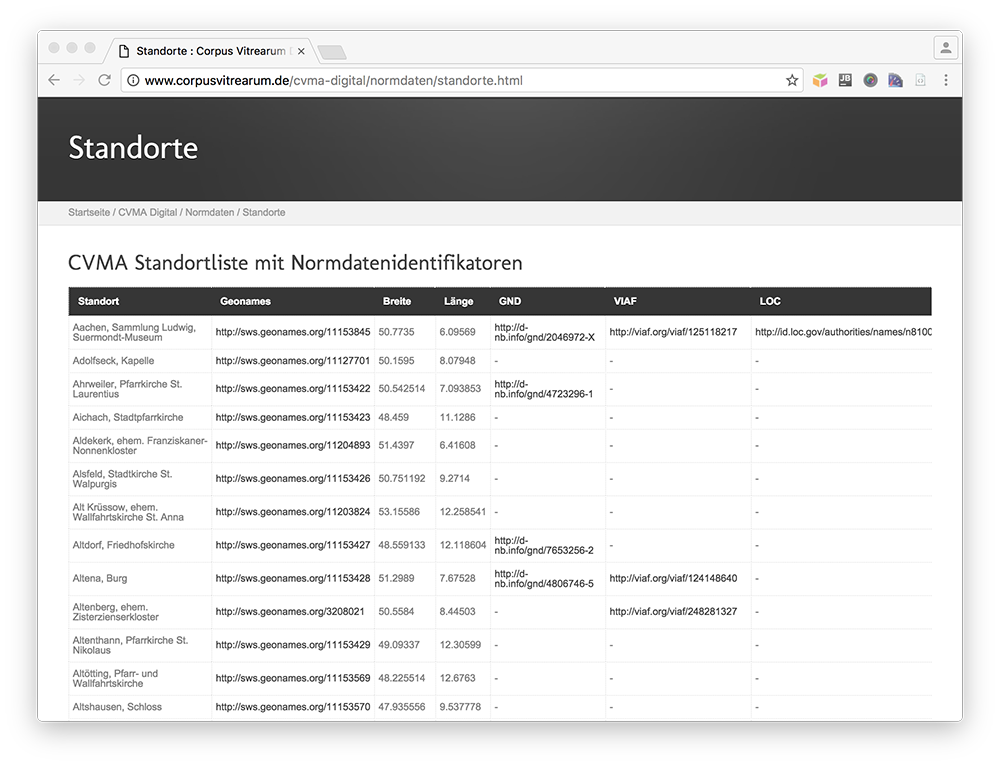 Standorte : Corpus Vitrearum
www.corpusvitrearum.de/cvma-digital/normdaten/standorte.html
JB
Standorte
Startseite / CVMA Digital / Normdaten / Standorte
CVMA Standortliste mit Normdatenidentifikatoren
Standort Geonames Breite Länge GND VIAF LOC
Aachen, Sammlung Ludwig,
Suermondt-Museum
http://sws.geonames.org/11153845 50.7735 6.09569
http://d-
nb.info/gnd/2046972-X
http://viaf.org/viaf/125118217 http://id.loc.gov/authorities/names/n8100
Adolfseck, Kapelle http://sws.geonames.org/11127701 50.1595 8.07948 - - -
Ahrweiler, Pfarrkirche St.
Laurentius
http://sws.geonames.org/11153422 50.542514 7.093853
http://d-
nb.info/gnd/4723296-1
- -
Aichach, Stadtpfarrkirche http://sws.geonames.org/11153423 48.459 11.1286 - - -
Aldekerk, ehem. Franziskaner-
Nonnenkloster
http://sws.geonames.org/11204893 51.4397 6.41608 - - -
Alsfeld, Stadtkirche St.
Walpurgis
http://sws.geonames.org/11153426 50.751192 9.2714 - - -
Alt Krüssow, ehem.
Wallfahrtskirche St. Anna
http://sws.geonames.org/11203824 53.15586 12.258541 - - -
Altdorf, Friedhofskirche http://sws.geonames.org/11153427 48.559133 12.118604
http://d-
nb.info/gnd/7653256-2
- -
Altena, Burg http://sws.geonames.org/11153428 51.2989 7.67528
http://d-
nb.info/gnd/4806746-5
http://viaf.org/viaf/124148640 -
Altenberg, ehem.
Zisterzienserkloster
http://sws.geonames.org/3208021 50.5584 8.44503 - http://viaf.org/viaf/248281327 -
Altenthann, Pfarrkirche St.
Nikolaus
http://sws.geonames.org/11153429 49.09337 12.30599 - - -
Altötting, Pfarr- und
Wallfahrtskirche
http://sws.geonames.org/11153569 48.225514 12.6763 - - -
Altshausen, Schloss http://sws.geonames.org/11153570 47.935556 9.537778 - - -